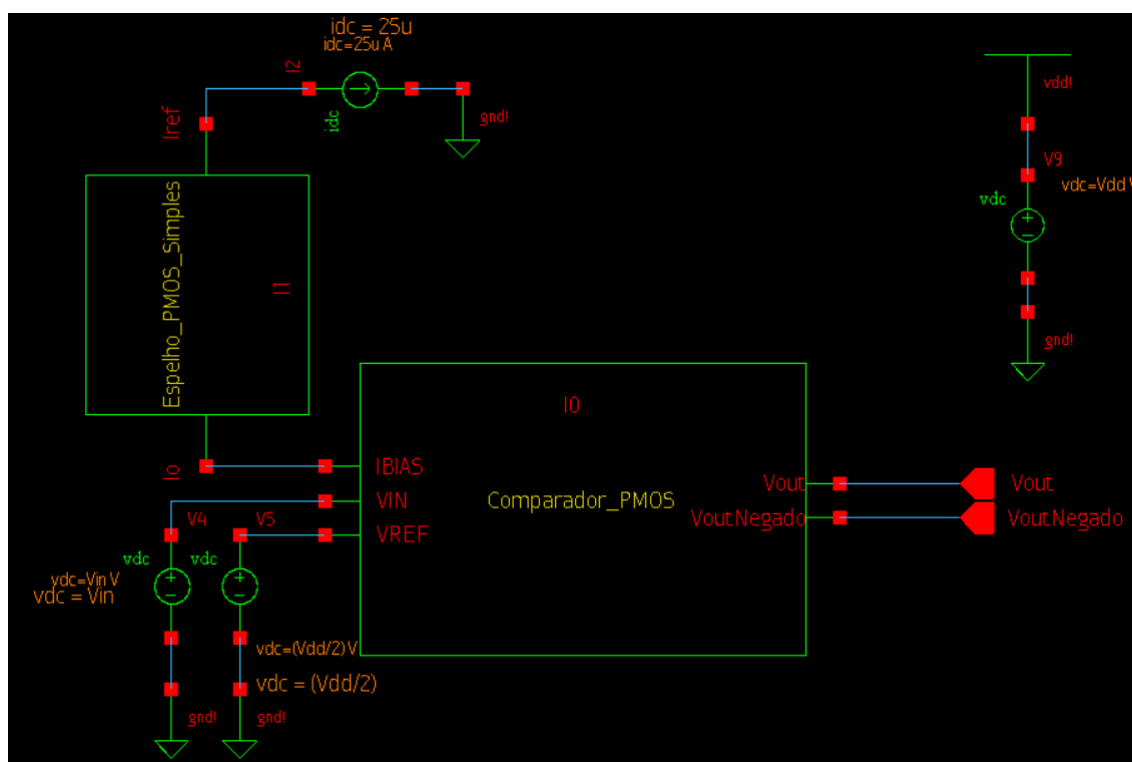 idc = 25u
idc=25u A
I2
idc
gnd!
Iref
Espelho_PMOS_Simples
I1
vdd!
V9
vdc=Vdd V
vdc
gnd!
I0
Io
IBIAS
VIN
VREF
Comparador_PMOS
Vout
VoutNegado
Vout
VoutNegado
V4
V5
vdc
vdc
vdc=Vin V
vdc = Vin
vdc=(Vdd/2) V
vdc = (Vdd/2)
gnd!
gnd!